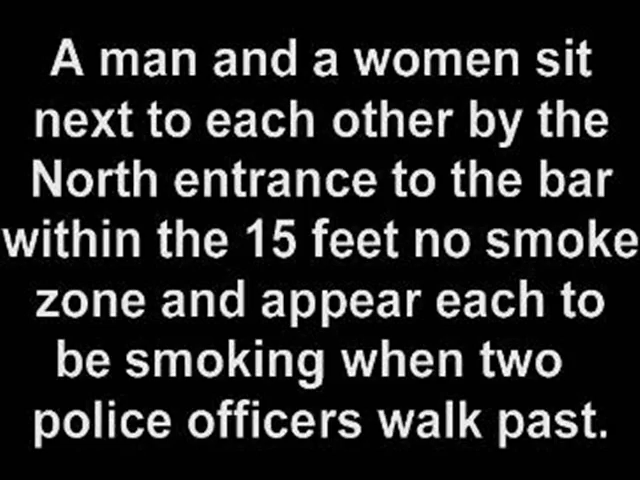 A man and a women sit
next to each other by the
North entrance to the bar
within the 15 feet no smoke
zone and appear each to
be smoking when two
police officers walk past.